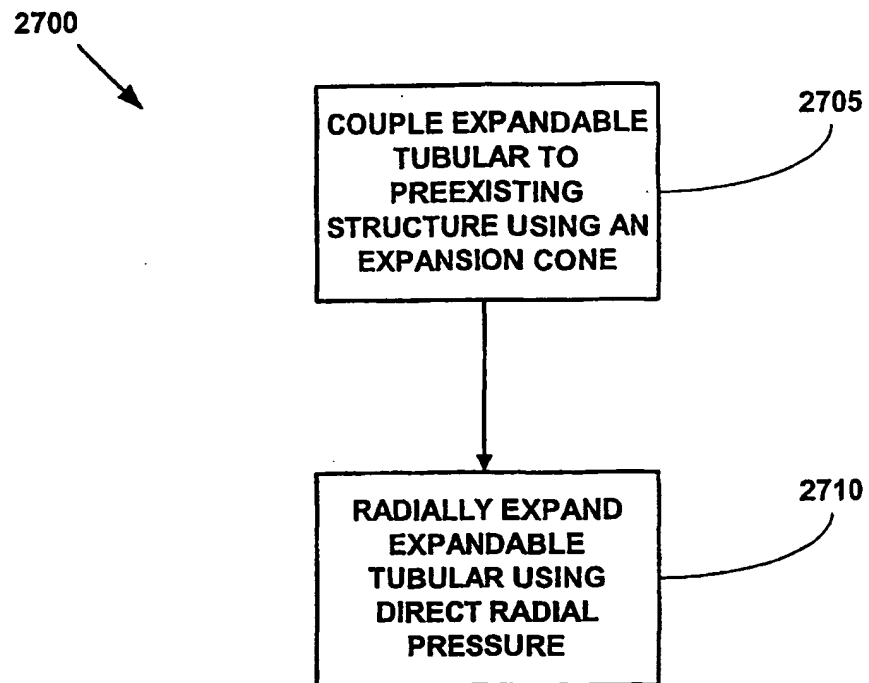 2700
COUPLE EXPANDABLE
TUBULAR TO
PREEXISTING
STRUCTURE USING AN
EXPANSION CONE
2705
RADIALLY EXPAND
EXPANDABLE
TUBULAR USING
DIRECT RADIAL
PRESSURE
2710